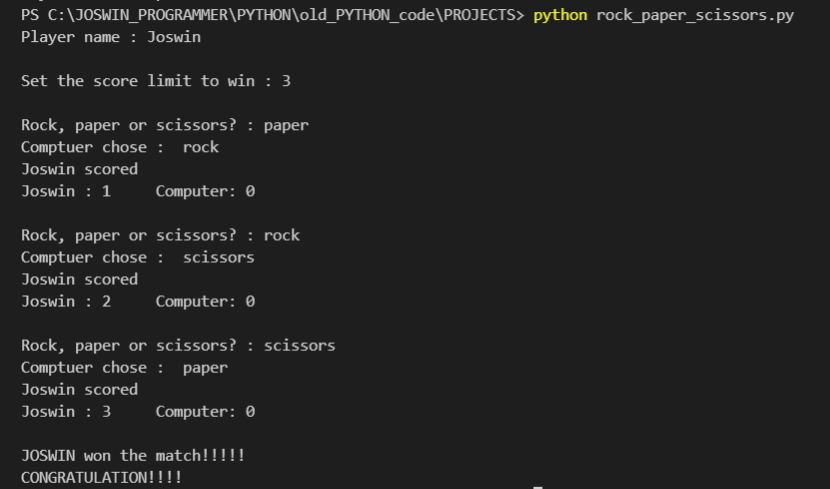 PS C:\JOSWIN_PROGRAMMER\PYTHON\old_PYTHON_code\PROJECTS> python rock_paper_scissors.py
Player name : Joswin
Set the score limit to win : 3
Rock, paper or scissors? : paper
Comptuer chose :  rock
Joswin scored
Joswin : 1     Computer: 0
Rock, paper or scissors? : rock
Comptuer chose :  scissors
Joswin scored
Joswin : 2     Computer: 0
Rock, paper or scissors? : scissors
Comptuer chose :  paper
Joswin scored
Joswin : 3     Computer: 0
JOSWIN won the match!!!!!
CONGRATULATION!!!!